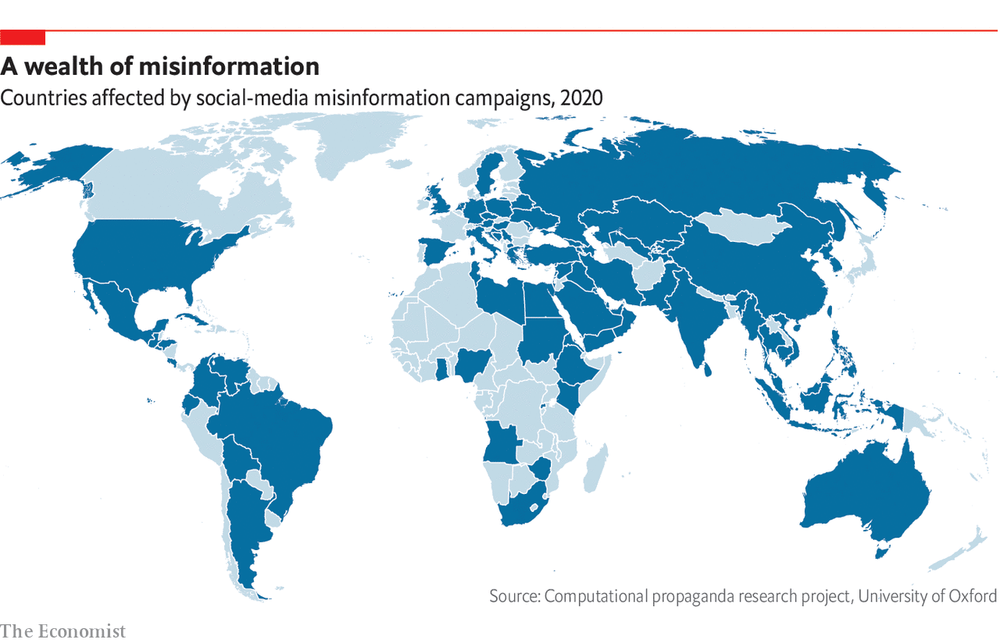 A wealth of misinformation
Countries affected by social-media misinformation campaigns, 2020
Source: Computational propaganda research project, University of Oxford
The Economist